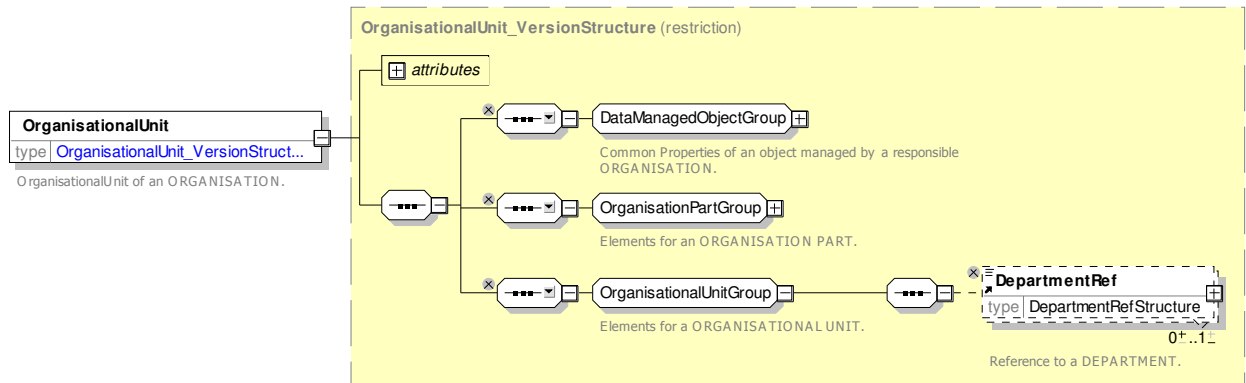 OrganisationalUnit_VersionStructure (restriction)
attributes
OrganisationalUnit
type OrganisationalUnit_VersionStruct...
OrganisationalUnit of an ORGANISATION.
DataManagedObjectGroup
Common Properties of an object managed by a responsible
ORGANISATION.
OrganisationPartGroup
Elements for an ORGANISATION PART.
OrganisationalUnitGroup
Elements for a ORGANISATIONAL UNIT.
DepartmentRef
type DepartmentRefStructure
0..1
Reference to a DEPARTMENT.